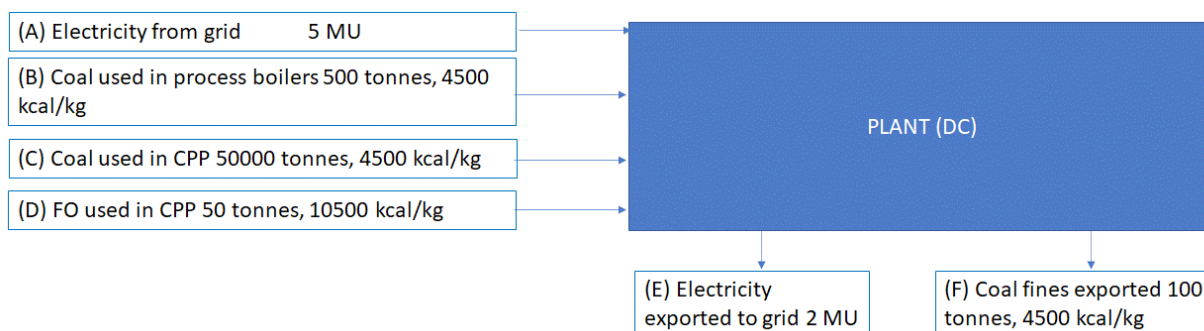 (A) Electricity from grid 5 MU
(B) Coal used in process boilers 500 tonnes, 4500
kcal/kg
(C) Coal used in CPP 50000 tonnes, 4500 kcal/kg
(D) FO used in CPP 50 tonnes, 10500 kcal/kg
PLANT (DC)
(E) Electricity
exported to grid 2 MU
(F) Coal fines exported 100
tonnes, 4500 kcal/kg